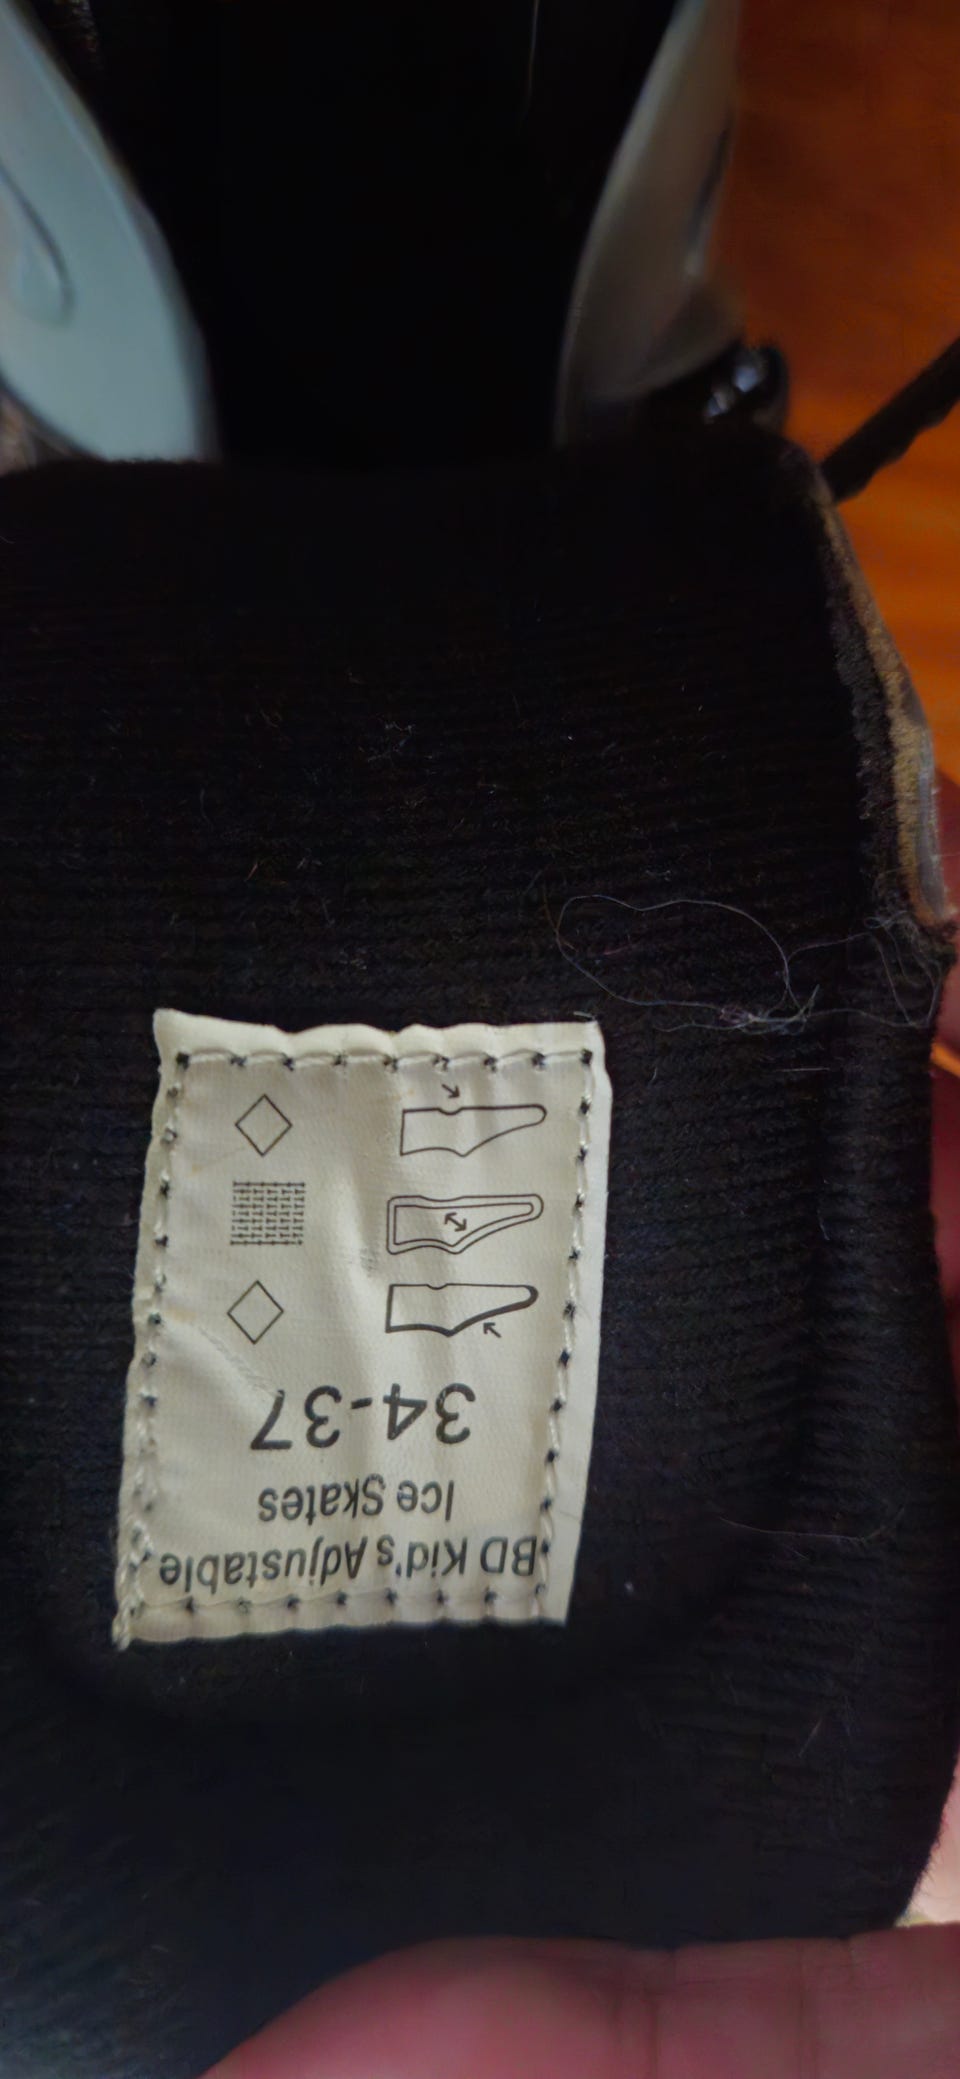 BD Kid's Adjustable
Ice Skates
34-37